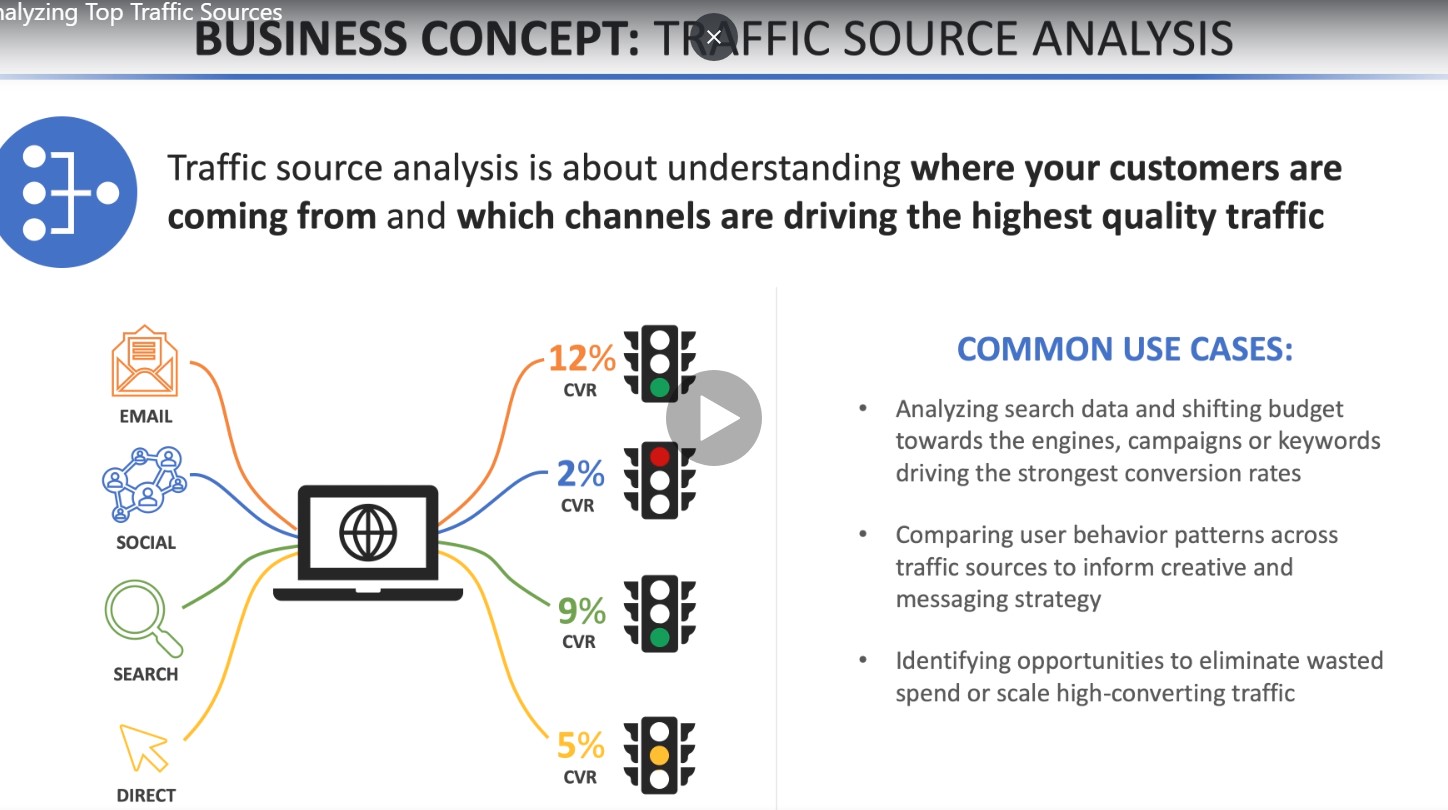 nalyzing Top Traffic Sources
BUSINESS CONCEPT: TRAFFIC SOURCE ANALYSIS
Traffic source analysis is about understanding where your customers are
coming from and which channels are driving the highest quality traffic
EMAIL
SOCIAL
SEARCH
DIRECT
12%
CVR
2%
CVR
9%
CVR
5%
CVR
COMMON USE CASES:
• Analyzing search data and shifting budget
towards the engines, campaigns or keywords
driving the strongest conversion rates
• Comparing user behavior patterns across
traffic sources to inform creative and
messaging strategy
• Identifying opportunities to eliminate wasted
spend or scale high-converting traffic